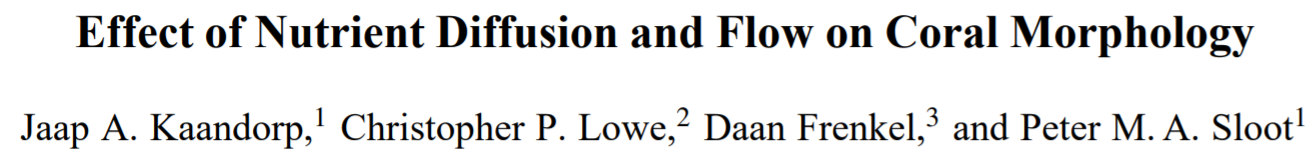 Effect of Nutrient Diffusion and Flow on Coral Morphology
Jaap A. Kaandorp,¹ Christopher P. Lowe,² Daan Frenkel,³ and Peter M. A. Sloot¹